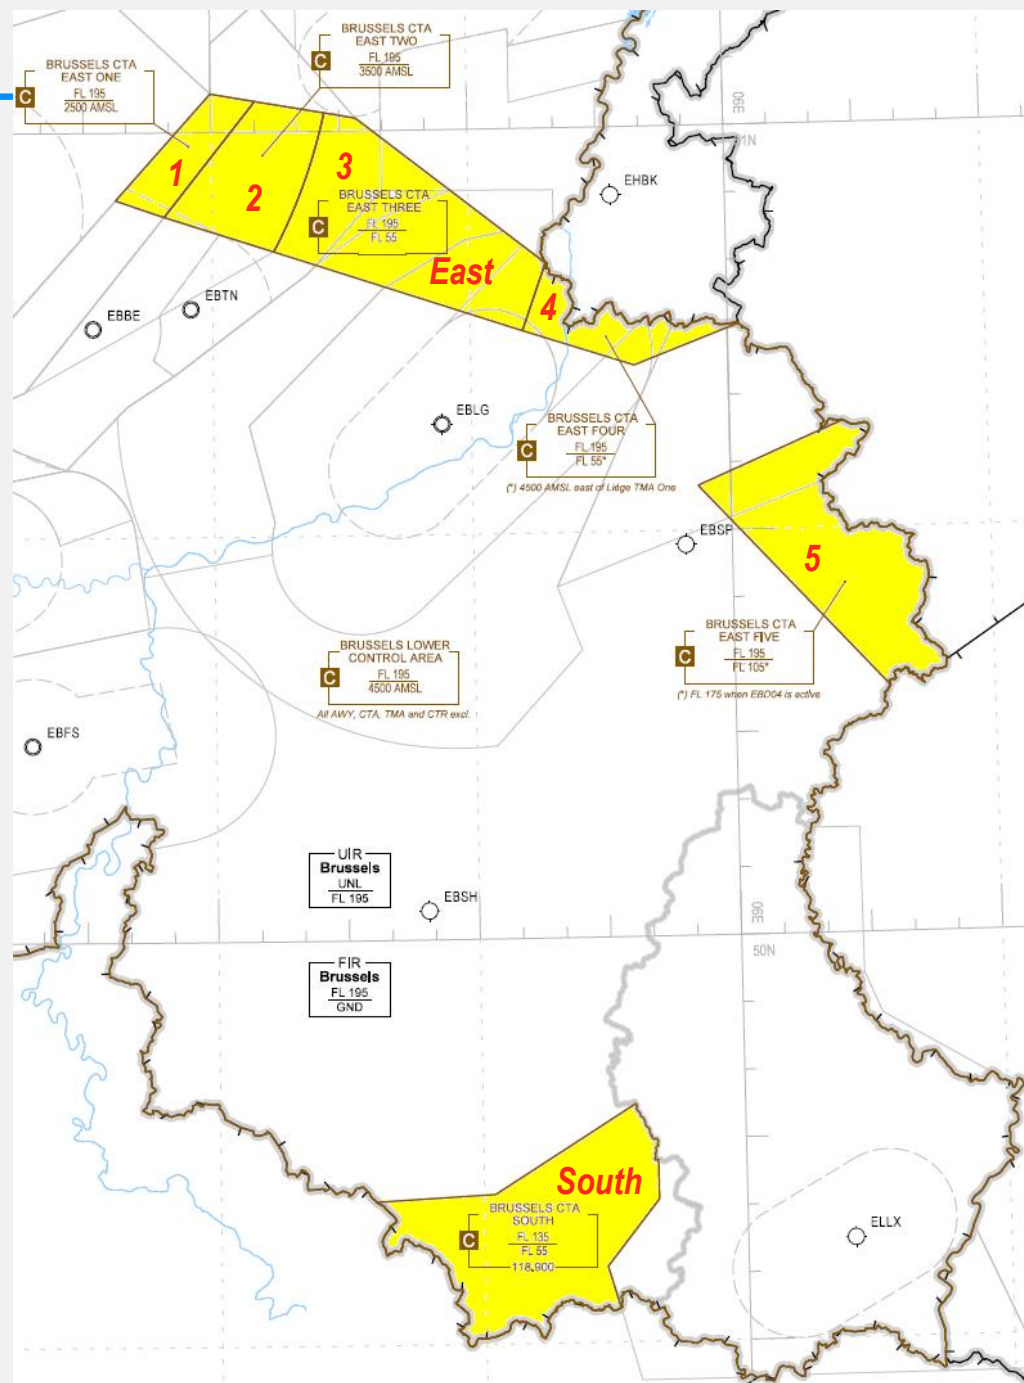 BRUSSELS CTA
EAST TWO
C
FL 195
3500 AMSL
BRUSSELS CTA
EAST ONE
C
FL 195
2500 AMSL
06E
51N
1
2
3
EHBK
BRUSSELS CTA
EAST THREE
C
FL 195
FL 55
East
4
EBTN
EBBE
EBLG
BRUSSELS CTA
EAST FOUR
C
FL 195
FL 55*
(*) 4500 AMSL east of Liège TMA One
EBSP
5
BRUSSELS CTA
EAST FIVE
C
FL 195
FL 105*
(*) FL 175 when EBD04 is active
BRUSSELS LOWER
CONTROL AREA
C
FL 195
4500 AMSL
All AWY, CTA, TMA and CTR excl.
EBFS
UIR
Brussels
UNL
FL 195
EBSH
06E
50N
FIR
Brussels
FL 195
GND
South
BRUSSELS CTA
SOUTH
C
FL 135
FL 55
118.900
ELLX